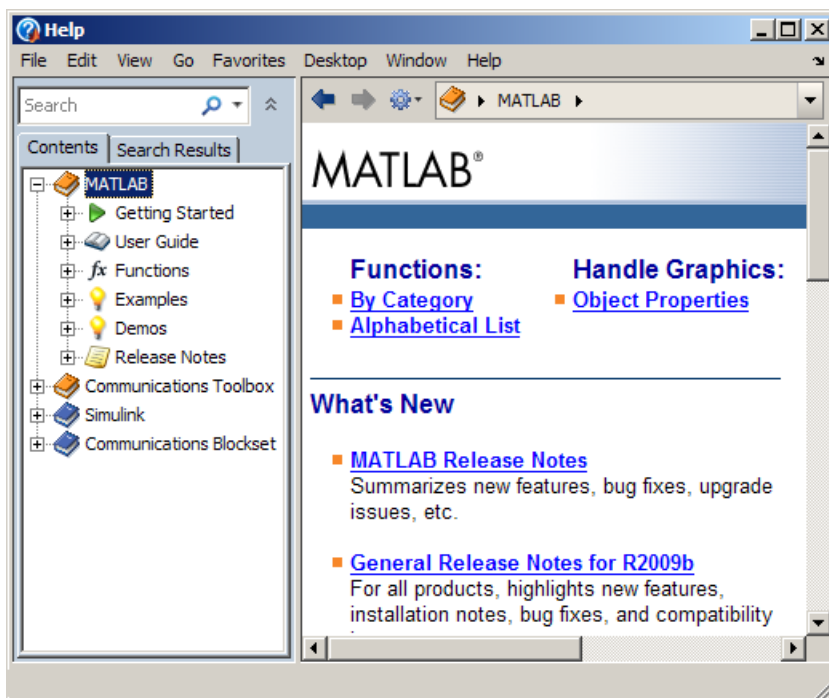 Help
File Edit View Go Favorites Desktop Window Help
Search
MATLAB
Contents Search Results
MATLAB
Getting Started
User Guide
fx Functions
Examples
Demos
Release Notes
Communications Toolbox
Simulink
Communications Blockset
MATLAB®
Functions:
By Category
Alphabetical List
Handle Graphics:
Object Properties
What's New
MATLAB Release Notes
Summarizes new features, bug fixes, upgrade
issues, etc.
General Release Notes for R2009b
For all products, highlights new features,
installation notes, bug fixes, and compatibility